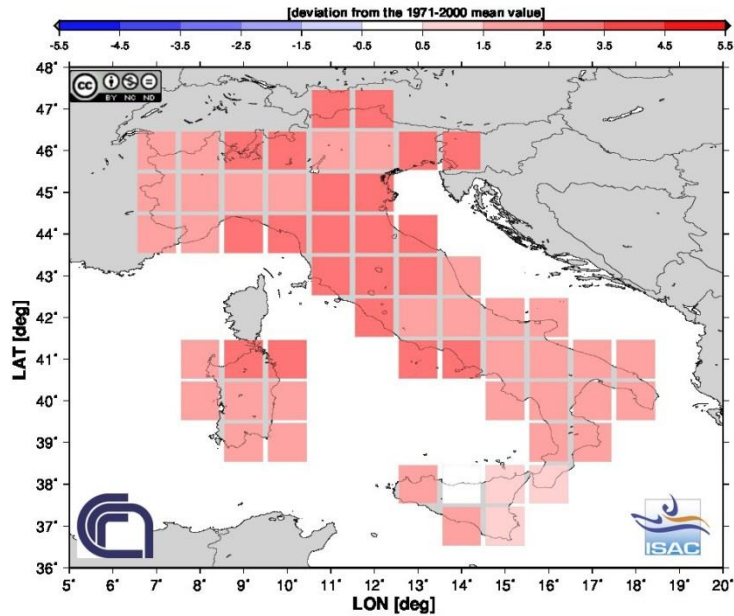 [deviation from the 1971-2000 mean value]
-5.5 -4.5 -3.5 -2.5 -1.5 -0.5 0.5 1.5 2.5 3.5 4.5 5.5
48°
cc BY NC ND
47°
46°
45°
44°
43°
LAT [deg]
42°
41°
40°
39°
38°
37°
ISAC
36°
5° 6° 7° 8° 9° 10° 11° 12° 13° 14° 15° 16° 17° 18° 19° 20°
LON [deg]